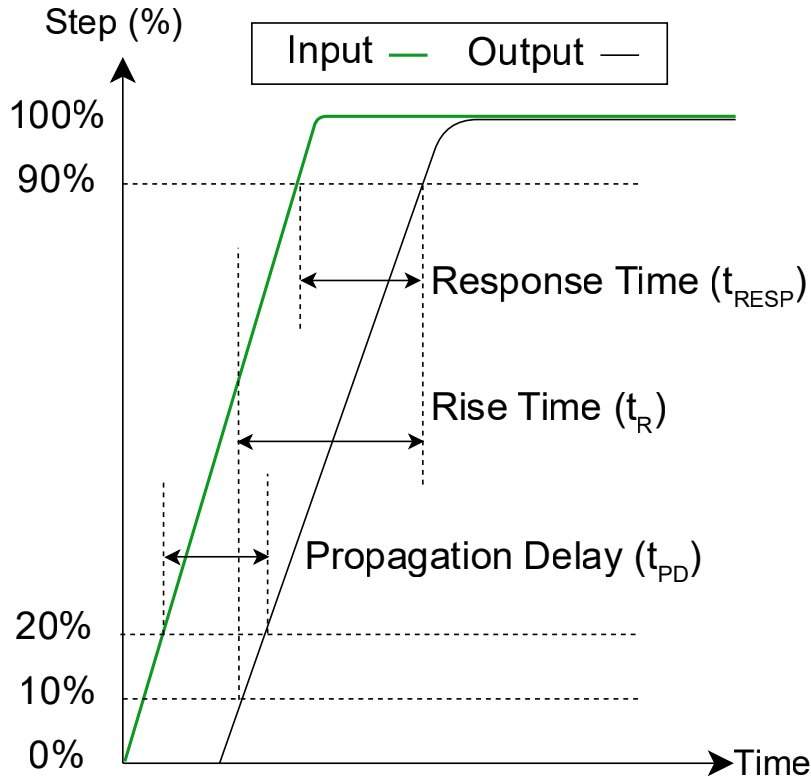 Step (%)
Input Output
100%
90%
Response Time (tRESP)
Rise Time (tR)
Propagation Delay (tPD)
20%
10%
0%
Time